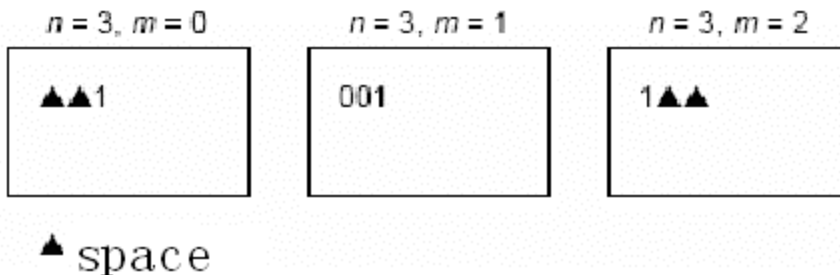 n = 3, m = 0 n = 3, m = 1 n = 3, m = 2
▲▲1 001 1▲▲
▲ space